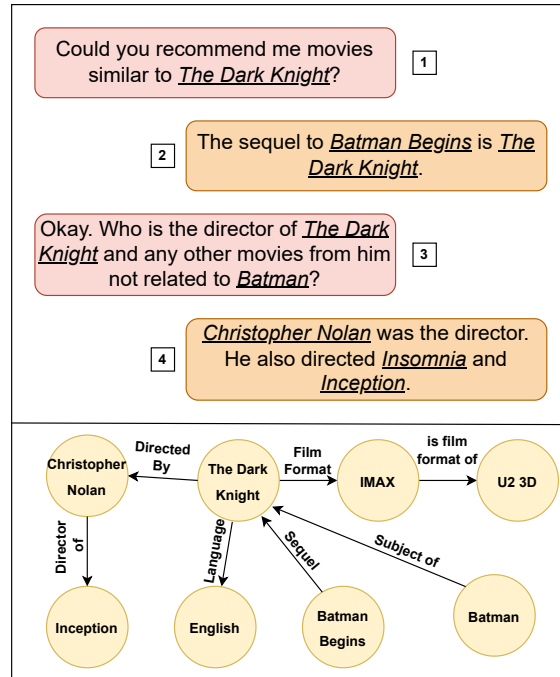 Could you recommend me movies
similar to The Dark Knight?
1
2
The sequel to Batman Begins is The
Dark Knight.
Okay. Who is the director of The Dark
Knight and any other movies from him
not related to Batman?
3
4
Christopher Nolan was the director.
He also directed Insomnia and
Inception.
Christopher
Nolan
Directed
By
The Dark
Knight
Film
Format
IMAX
is film
format of
U2 3D
Director
of
Language
Sequel
Subject of
Inception
English
Batman
Begins
Batman